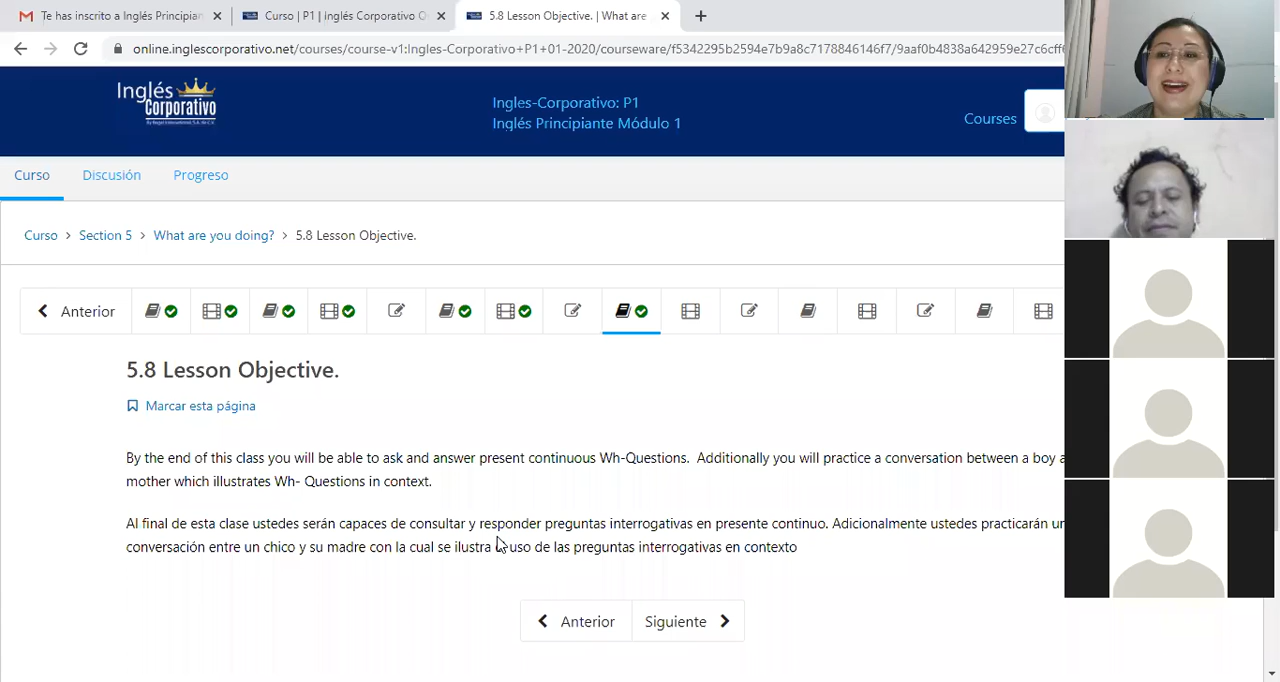 Te has inscrito a Inglés Principian
Curso | P1 | Inglés Corporativo O
5.8 Lesson Objective. | What are
online.inglescorporativo.net/courses/course-v1:Ingles-Corporativo+P1+01-2020/courseware/f5342295b2594e7b9a8c7178846146f7/9aaf0b4838a642959e27c6cff6
Inglés
Corporativo
Ingles-Corporativo: P1
Inglés Principiante Módulo 1
Courses
Curso
Discusión
Progreso
Curso > Section 5 > What are you doing? > 5.8 Lesson Objective.
Anterior
5.8 Lesson Objective.
Marcar esta página
By the end of this class you will be able to ask and answer present continuous Wh-Questions. Additionally you will practice a conversation between a boy a
mother which illustrates Wh- Questions in context.
Al final de esta clase ustedes serán capaces de consultar y responder preguntas interrogativas en presente continuo. Adicionalmente ustedes practicarán un
conversación entre un chico y su madre con la cual se ilustra uso de las preguntas interrogativas en contexto
Anterior
Siguiente